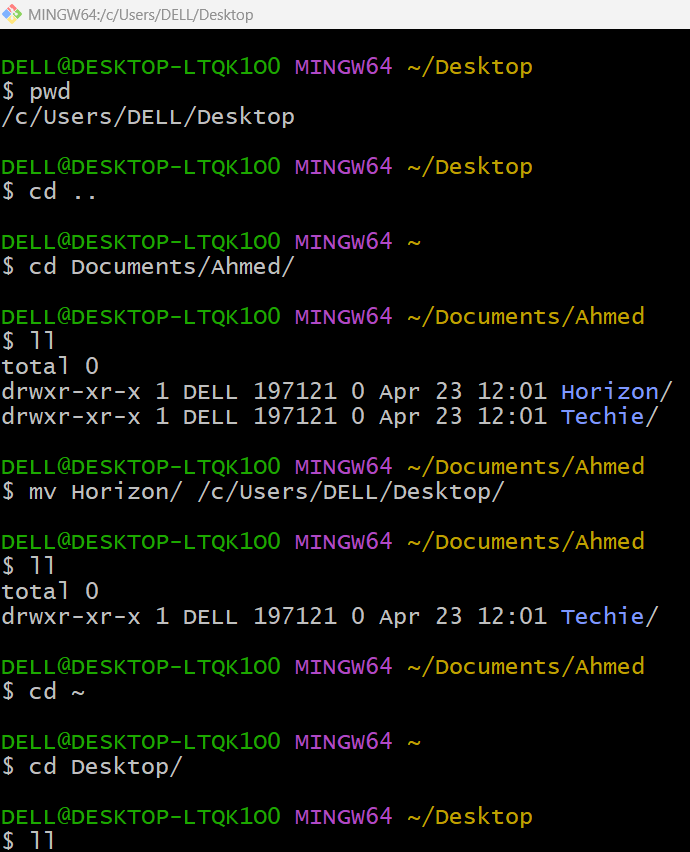 MINGW64:/c/Users/DELL/Desktop
DELL@DESKTOP-LTQK1O0 MINGW64 ~/Desktop
$ pwd
/c/Users/DELL/Desktop
DELL@DESKTOP-LTQK1O0 MINGW64 ~/Desktop
$ cd ..
DELL@DESKTOP-LTQK1O0 MINGW64 ~
$ cd Documents/Ahmed/
DELL@DESKTOP-LTQK1O0 MINGW64 ~/Documents/Ahmed
$ ll
total 0
drwxr-xr-x 1 DELL 197121 0 Apr 23 12:01 Horizon/
drwxr-xr-x 1 DELL 197121 0 Apr 23 12:01 Techie/
DELL@DESKTOP-LTQK1O0 MINGW64 ~/Documents/Ahmed
$ mv Horizon/ /c/Users/DELL/Desktop/
DELL@DESKTOP-LTQK1O0 MINGW64 ~/Documents/Ahmed
$ ll
total 0
drwxr-xr-x 1 DELL 197121 0 Apr 23 12:01 Techie/
DELL@DESKTOP-LTQK1O0 MINGW64 ~/Documents/Ahmed
$ cd ~
DELL@DESKTOP-LTQK1O0 MINGW64 ~
$ cd Desktop/
DELL@DESKTOP-LTQK1O0 MINGW64 ~/Desktop
$ ll